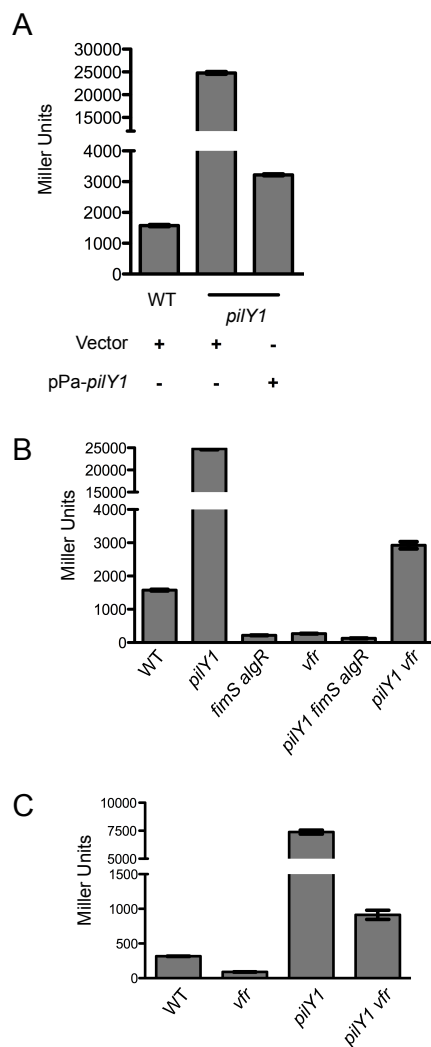 A
30000
25000
20000
15000
4000
3000
2000
1000
0
Miller Units
WT
pilY1
Vector + + -
pPa-pilY1 - - +
B
25000
20000
15000
4000
3000
2000
1000
0
Miller Units
WT
pilY1
fimS algR
vfr
pilY1 fimS algR
pilY1 vfr
C
10000
7500
5000
1500
1000
500
0
Miller Units
WT
vfr
pilY1
pilY1 vfr